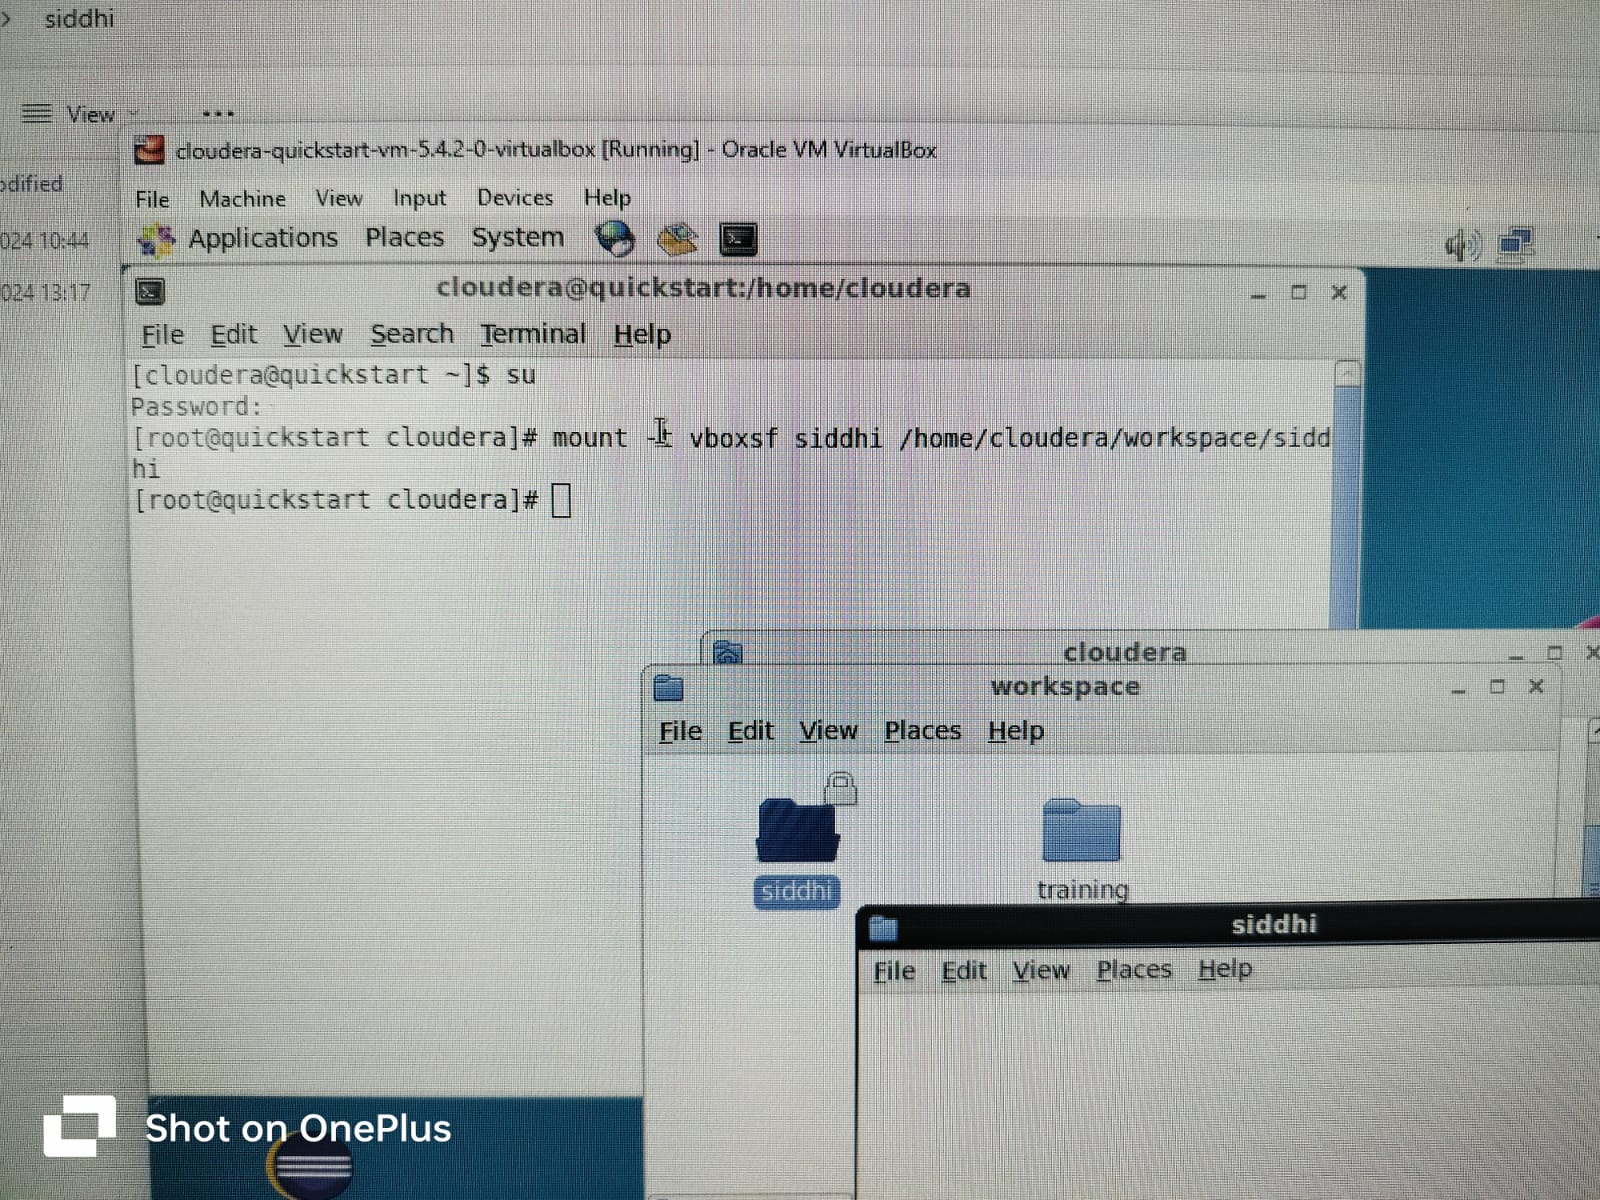 siddhi
View
cloudera-quickstart-vm-5.4.2-0-virtualbox [Running] - Oracle VM VirtualBox
odified
File Machine View Input Devices Help
024 10:44
Applications Places System
024 13:17
cloudera@quickstart:/home/cloudera
File Edit View Search Terminal Help
[cloudera@quickstart ~]$ su
Password:
[root@quickstart cloudera]# mount -t vboxsf siddhi /home/cloudera/workspace/sidd
hi
[root@quickstart cloudera]#
cloudera
workspace
File Edit View Places Help
siddhi training
siddhi
File Edit View Places Help
Shot on OnePlus